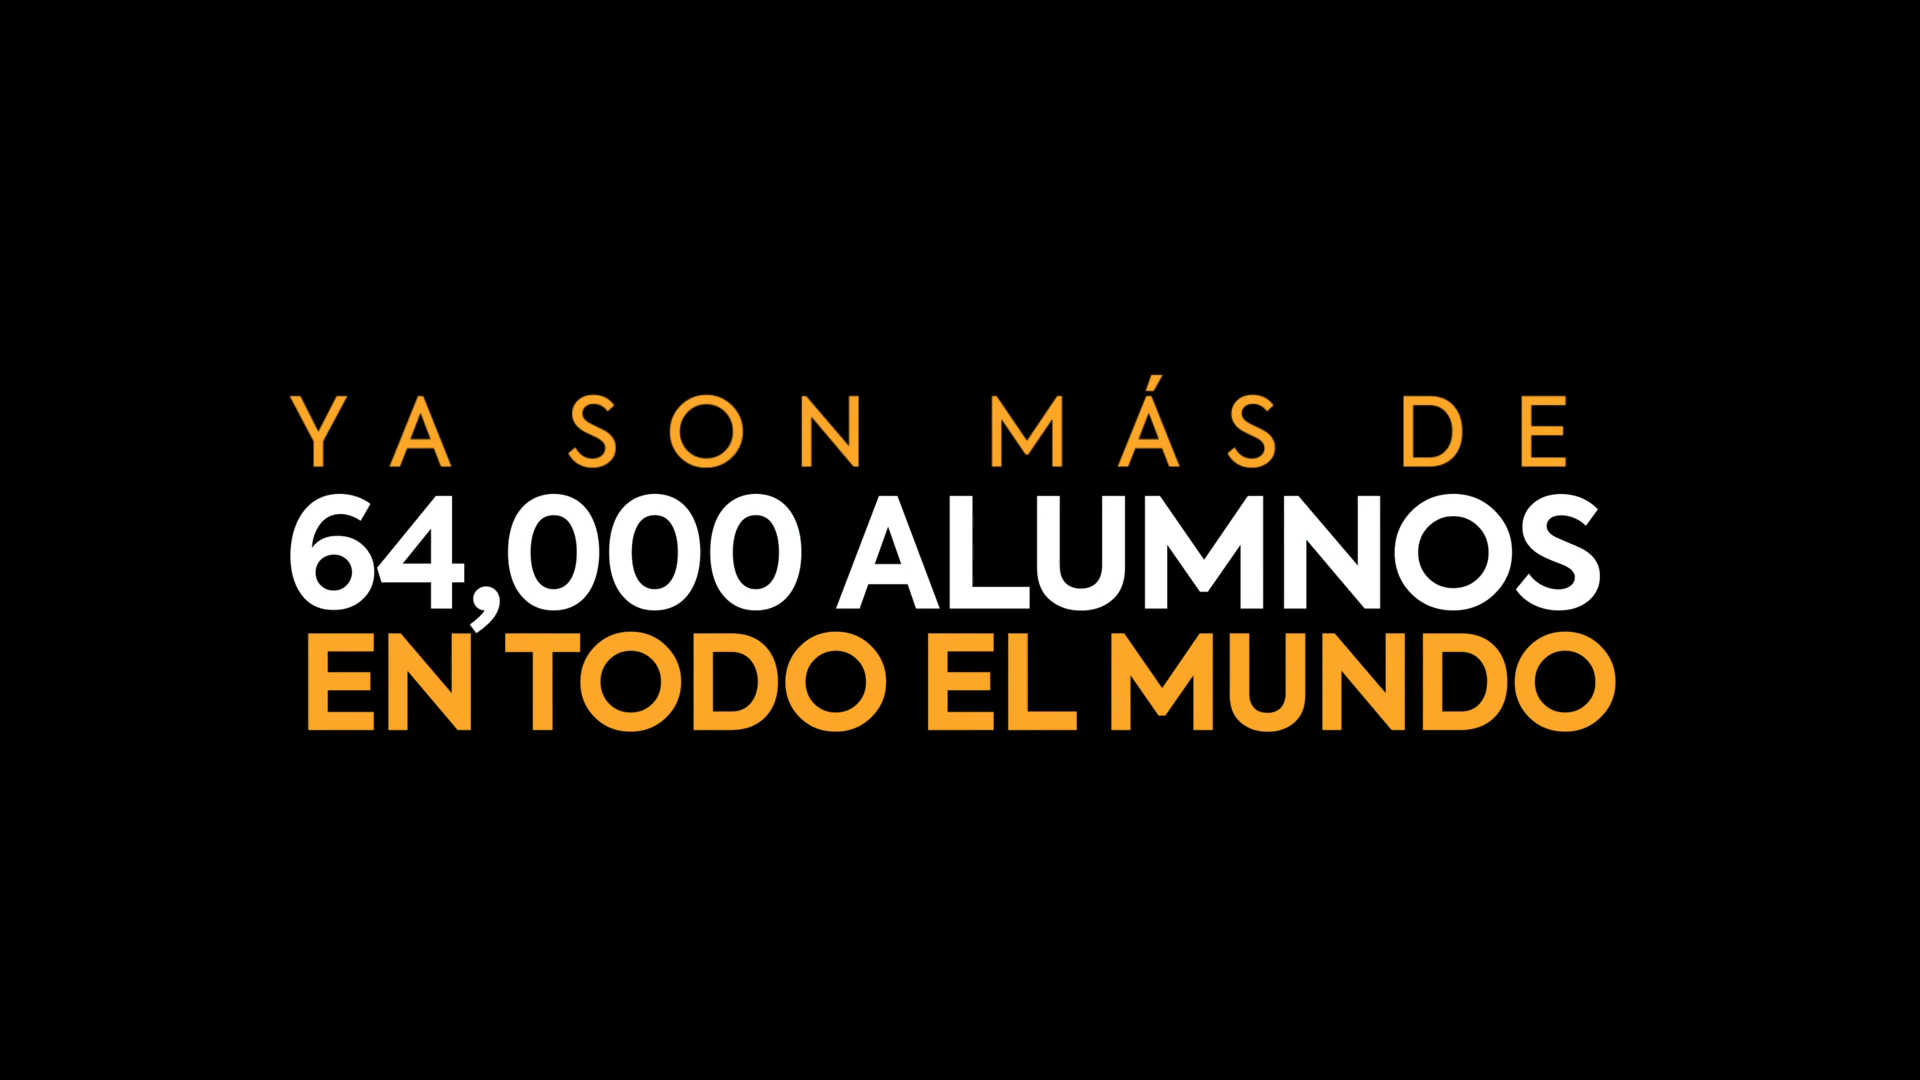 YA SON MÁS DE
64,000 ALUMNOS
EN TODO EL MUNDO